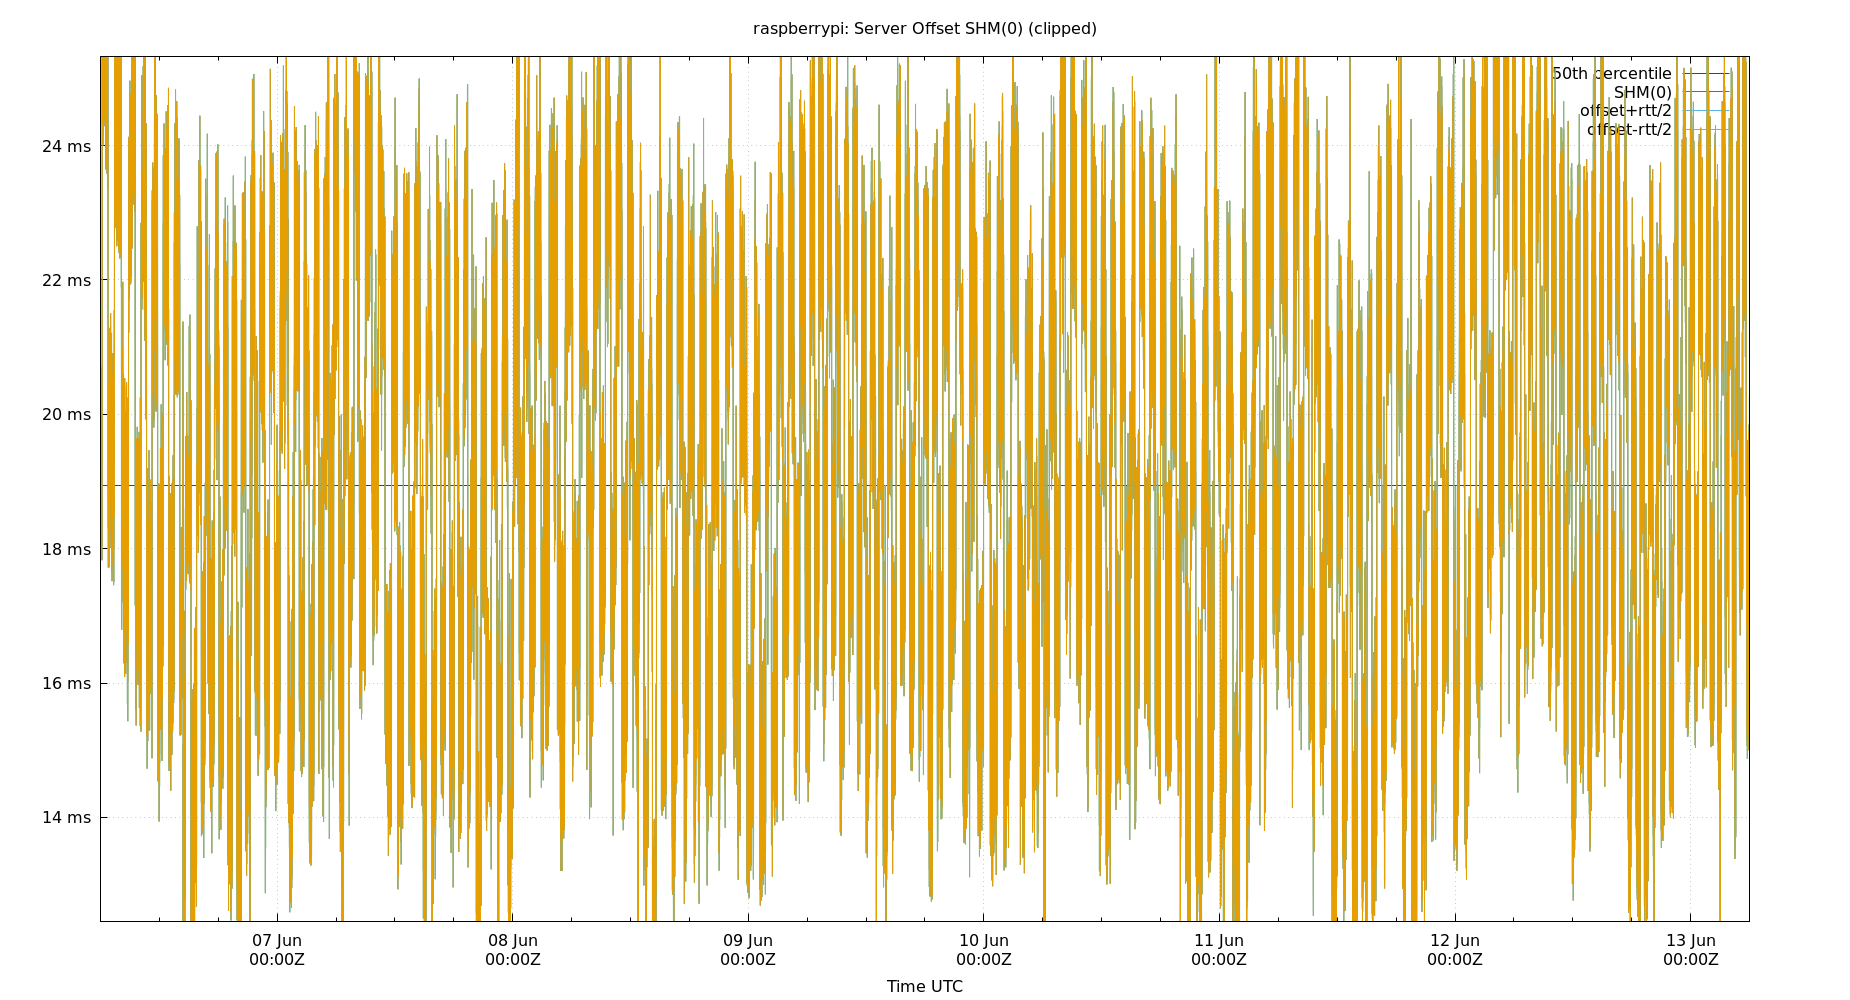 raspberrypi: Server Offset SHM(0) (clipped)
50th percentile
SHM(0)
offset+rtt/2
offset-rtt/2
24 ms
22 ms
20 ms
18 ms
16 ms
14 ms
07 Jun 08 Jun 09 Jun 10 Jun 11 Jun 12 Jun 13 Jun
00:00Z 00:00Z 00:00Z 00:00Z 00:00Z 00:00Z 00:00Z
Time UTC